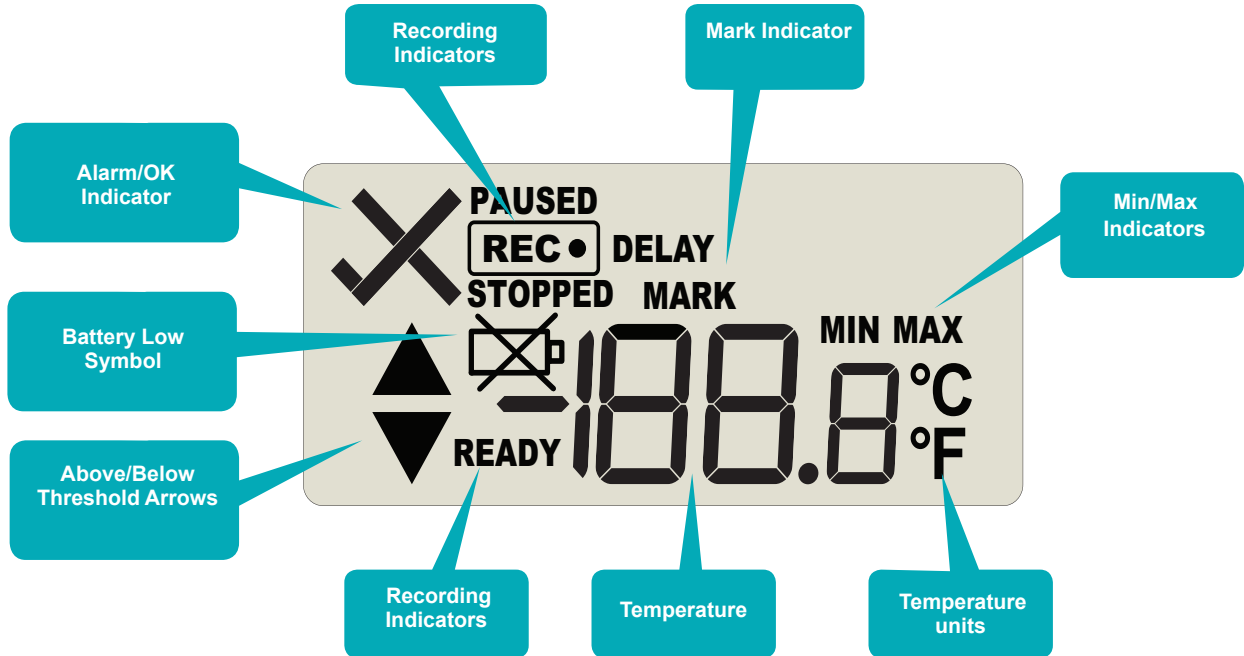 Recording
Indicators
Mark Indicator
Alarm/OK
Indicator
PAUSED
REC
DELAY
STOPPED
MARK
Min/Max
Indicators
Battery Low
Symbol
MIN MAX
-188.8
°C
°F
READY
Above/Below
Threshold Arrows
Recording
Indicators
Temperature
Temperature
units